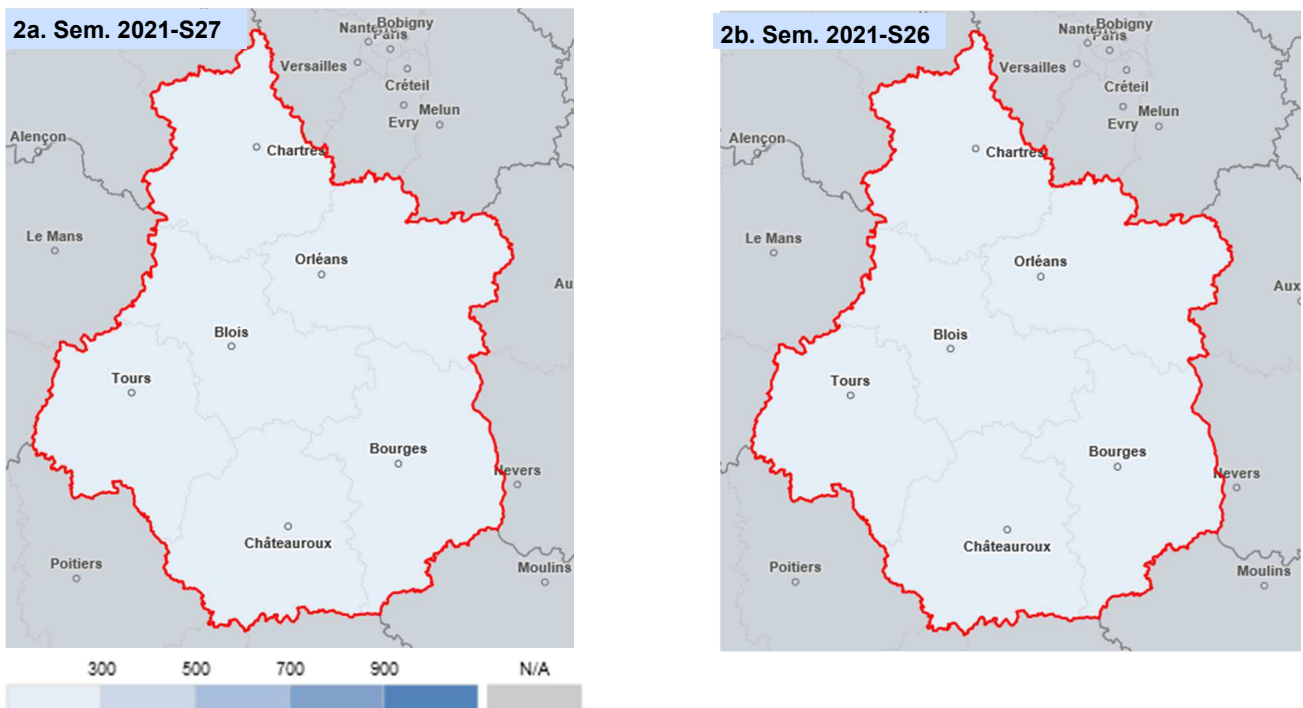 2a. Sem. 2021-S27
Bobigny
Nanterre
Paris
Versailles
Créteil
Melun
Evry
Alençon
Chartres
Le Mans
Orléans
Au
Blois
Tours
Bourges
Nevers
Châteauroux
Poitiers
Moulins
300 500 700 900 N/A
2b. Sem. 2021-S26
Bobigny
Nanterre
Paris
Versailles
Créteil
Melun
Evry
Alençon
Chartres
Le Mans
Orléans
Aux
Blois
Tours
Bourges
Nevers
Châteauroux
Poitiers
Moulins